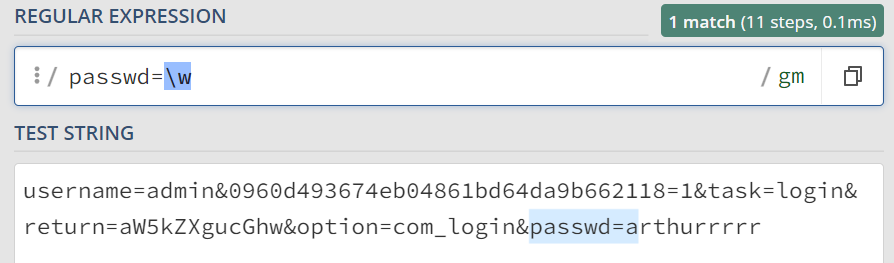 REGULAR EXPRESSION
1 match (11 steps, 0.1ms)
/ passwd=\w / gm
TEST STRING
username=admin&0960d493674eb04861bd64da9b662118=1&task=login&
return=aW5kZXgucGhw&option=com_login&passwd=arthurrrrr